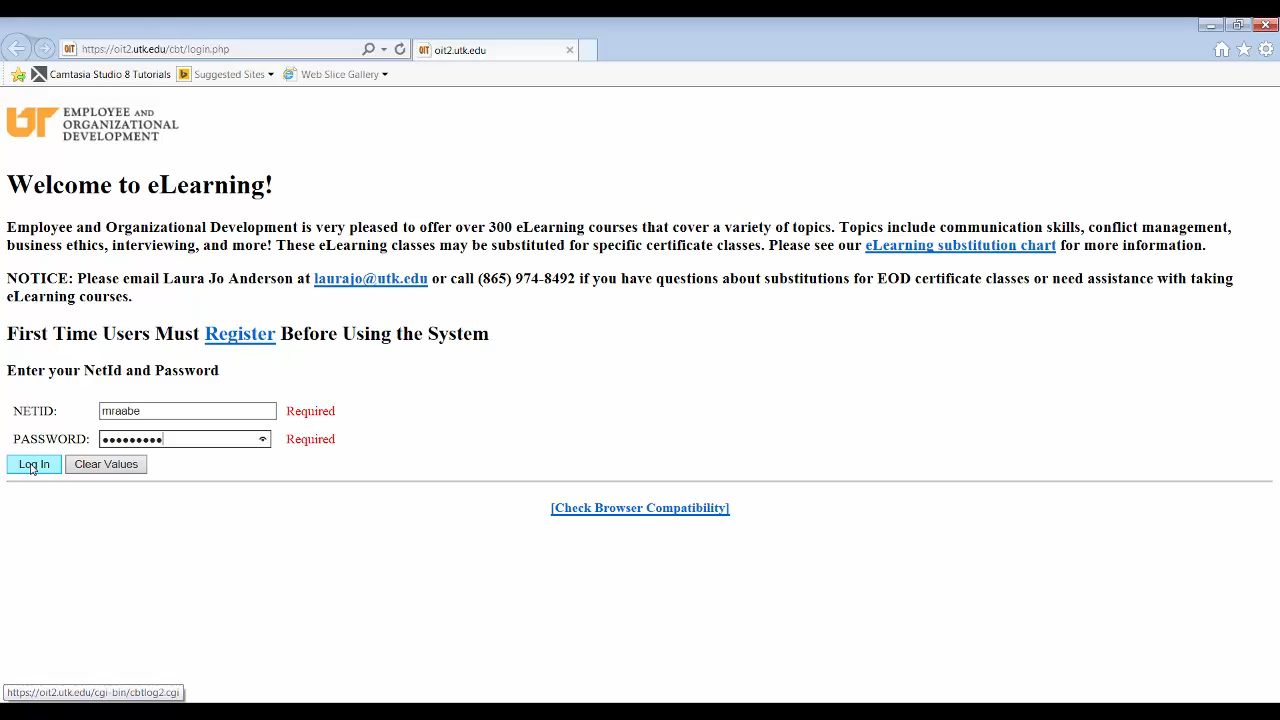 https://oit2.utk.edu/cbt/login.php
oit2.utk.edu
Camtasia Studio 8 Tutorials Suggested Sites Web Slice Gallery
UT EMPLOYEE AND
ORGANIZATIONAL
DEVELOPMENT
Welcome to eLearning!
Employee and Organizational Development is very pleased to offer over 300 eLearning courses that cover a variety of topics. Topics include communication skills, conflict management,
business ethics, interviewing, and more! These eLearning classes may be substituted for specific certificate classes. Please see our eLearning substitution chart for more information.
NOTICE: Please email Laura Jo Anderson at laurajo@utk.edu or call (865) 974-8492 if you have questions about substitutions for EOD certificate classes or need assistance with taking
eLearning courses.
First Time Users Must Register Before Using the System
Enter your NetId and Password
NETID: mraabe Required
PASSWORD: ●●●●●●●●● Required
Log In Clear Values
[Check Browser Compatibility]
https://oit2.utk.edu/cgi-bin/cbtlog2.cgi